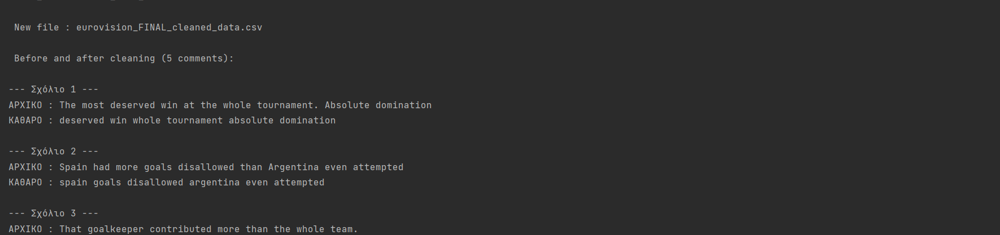 New file : eurovision_FINAL_cleaned_data.csv
Before and after cleaning (5 comments):
--- Σχόλιο 1 ---
ΑΡΧΙΚΟ : The most deserved win at the whole tournament. Absolute domination
ΚΑΘΑΡΟ : deserved win whole tournament absolute domination
--- Σχόλιο 2 ---
ΑΡΧΙΚΟ : Spain had more goals disallowed than Argentina even attempted
ΚΑΘΑΡΟ : spain goals disallowed argentina even attempted
--- Σχόλιο 3 ---
ΑΡΧΙΚΟ : That goalkeeper contributed more than the whole team.